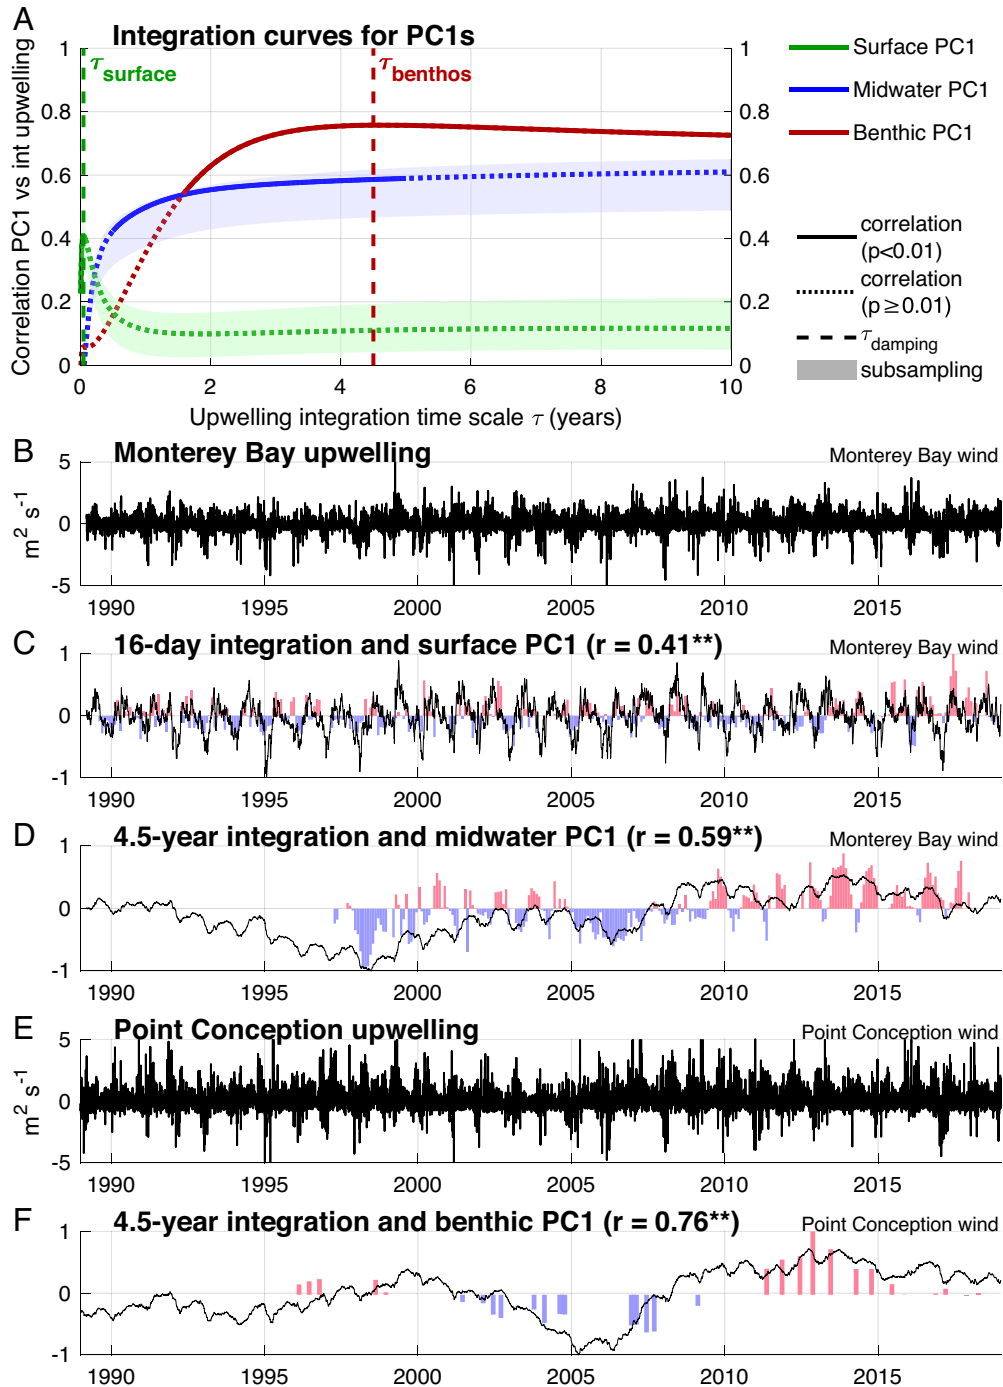 A
Integration curves for PC1s
Correlation PC1 vs int upwelling
1
0.8
0.6
0.4
0.2
0
1
0.8
0.6
0.4
0.2
0
τsurface
τbenthos
0 2 4 6 8 10
Upwelling integration time scale τ (years)
Surface PC1
Midwater PC1
Benthic PC1
correlation
(p<0.01)
correlation
(p ≥ 0.01)
τdamping
subsampling
B
Monterey Bay upwelling
Monterey Bay wind
m² s⁻¹
5
0
-5
1990 1995 2000 2005 2010 2015
C
16-day integration and surface PC1 (r = 0.41**)
Monterey Bay wind
1
0
-1
1990 1995 2000 2005 2010 2015
D
4.5-year integration and midwater PC1 (r = 0.59**)
Monterey Bay wind
1
0
-1
1990 1995 2000 2005 2010 2015
E
Point Conception upwelling
Point Conception wind
m² s⁻¹
5
0
-5
1990 1995 2000 2005 2010 2015
F
4.5-year integration and benthic PC1 (r = 0.76**)
Point Conception wind
1
0
-1
1990 1995 2000 2005 2010 2015